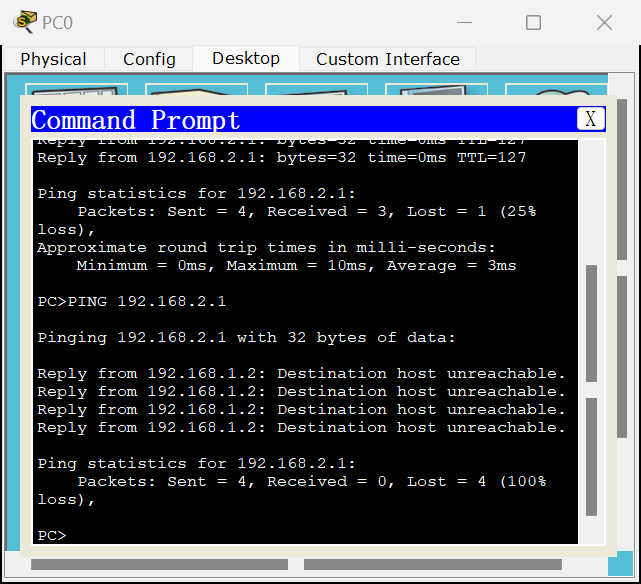 PC0
Physical Config Desktop Custom Interface
Command Prompt X
Reply from 192.168.2.1: bytes=32 time=0ms TTL=127
Reply from 192.168.2.1: bytes=32 time=0ms TTL=127
Ping statistics for 192.168.2.1:
Packets: Sent = 4, Received = 3, Lost = 1 (25%
loss),
Approximate round trip times in milli-seconds:
Minimum = 0ms, Maximum = 10ms, Average = 3ms
PC>PING 192.168.2.1
Pinging 192.168.2.1 with 32 bytes of data:
Reply from 192.168.1.2: Destination host unreachable.
Reply from 192.168.1.2: Destination host unreachable.
Reply from 192.168.1.2: Destination host unreachable.
Reply from 192.168.1.2: Destination host unreachable.
Ping statistics for 192.168.2.1:
Packets: Sent = 4, Received = 0, Lost = 4 (100%
loss),
PC>